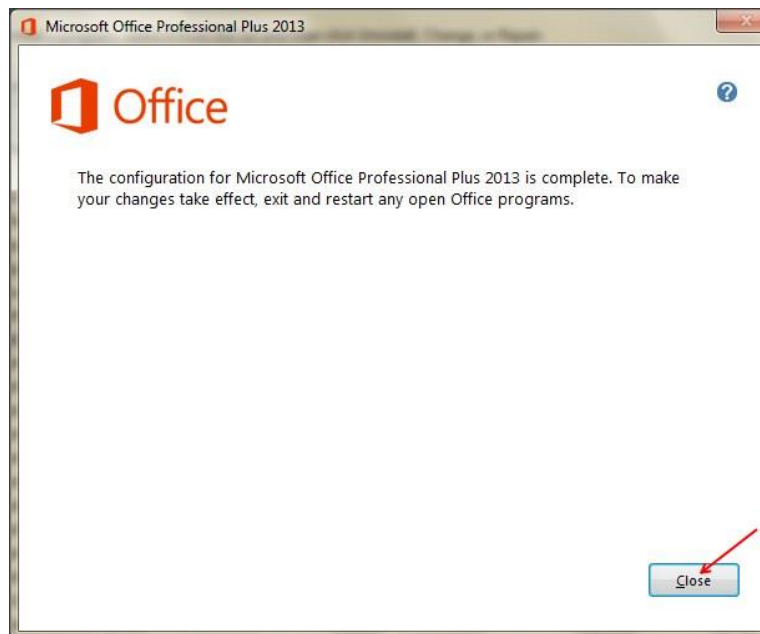 Microsoft Office Professional Plus 2013
Office
The configuration for Microsoft Office Professional Plus 2013 is complete. To make
your changes take effect, exit and restart any open Office programs.
Close